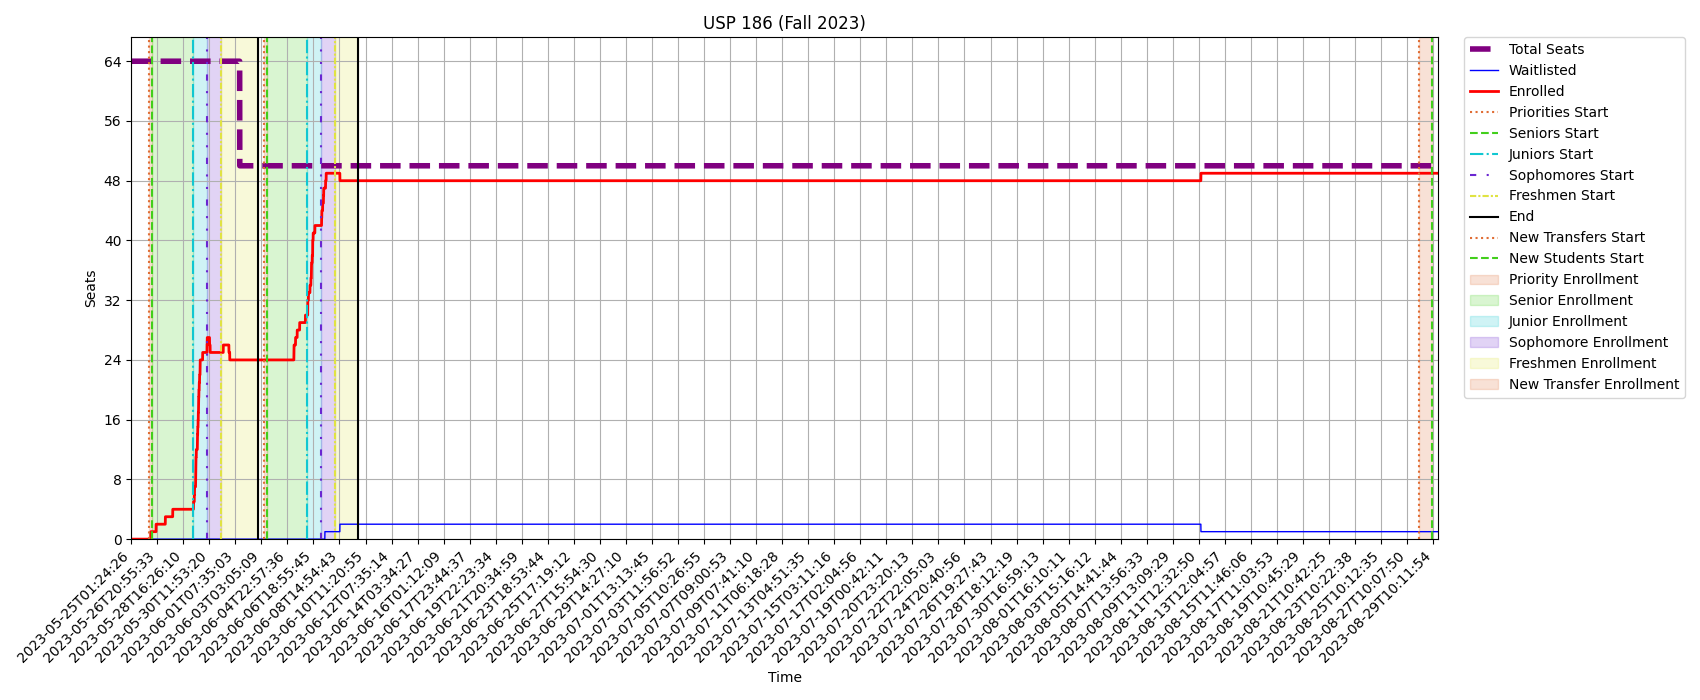 USP 186 (Fall 2023)
Seats
64
56
48
40
32
24
16
8
0
2023-05-25T01:24:26
2023-05-26T20:55:33
2023-05-28T16:26:10
2023-05-30T11:53:20
2023-06-01T07:35:03
2023-06-03T03:05:09
2023-06-04T22:57:36
2023-06-06T18:55:45
2023-06-08T14:54:43
2023-06-10T11:20:55
2023-06-12T07:35:14
2023-06-14T03:34:27
2023-06-16T01:12:09
2023-06-17T23:44:37
2023-06-19T22:23:34
2023-06-21T20:34:59
2023-06-23T18:53:44
2023-06-25T17:19:12
2023-06-27T15:54:30
2023-06-29T14:27:10
2023-07-01T13:13:45
2023-07-03T11:56:52
2023-07-05T10:26:55
2023-07-07T09:00:53
2023-07-09T07:41:10
2023-07-11T06:18:28
2023-07-13T04:51:35
2023-07-15T03:11:16
2023-07-17T02:04:56
2023-07-19T00:42:11
2023-07-20T23:20:13
2023-07-22T22:05:03
2023-07-24T20:40:56
2023-07-26T19:27:43
2023-07-28T18:12:19
2023-07-30T16:59:13
2023-08-01T16:10:11
2023-08-03T15:16:12
2023-08-05T14:41:44
2023-08-07T13:56:33
2023-08-09T13:09:29
2023-08-11T12:32:50
2023-08-13T12:04:57
2023-08-15T11:46:06
2023-08-17T11:03:53
2023-08-19T10:45:29
2023-08-21T10:42:25
2023-08-23T10:22:38
2023-08-25T10:12:35
2023-08-27T10:07:50
2023-08-29T10:11:54
Time
Total Seats
Waitlisted
Enrolled
Priorities Start
Seniors Start
Juniors Start
Sophomores Start
Freshmen Start
End
New Transfers Start
New Students Start
Priority Enrollment
Senior Enrollment
Junior Enrollment
Sophomore Enrollment
Freshmen Enrollment
New Transfer Enrollment